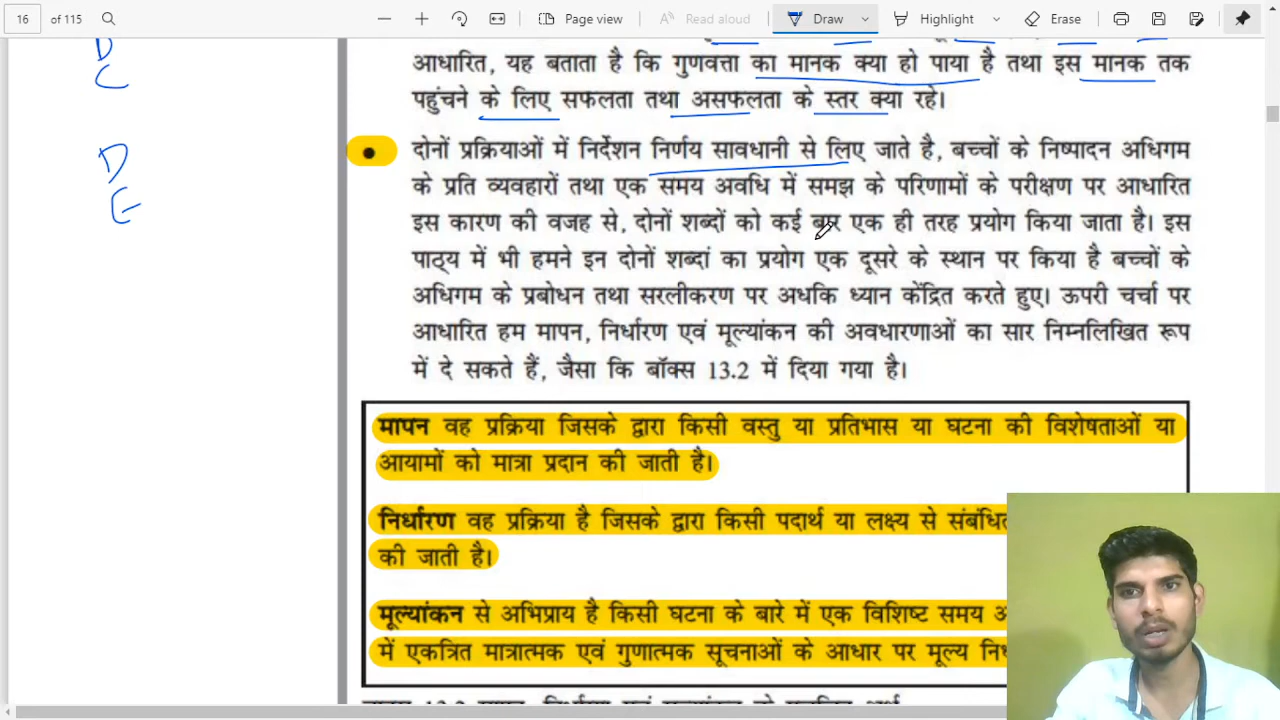 16 of 115 Page view Read aloud Draw Highlight Erase
D
C
D
E
आधारित, यह बताता है कि गुणवत्ता का मानक क्या हो पाया है तथा इस मानक तक
पहुंचने के लिए सफलता तथा असफलता के स्तर क्या रहे।
● दोनों प्रक्रियाओं में निर्देशन निर्णय सावधानी से लिए जाते है, बच्चों के निष्पादन अधिगम
के प्रति व्यवहारों तथा एक समय अवधि में समझ के परिणामों के परीक्षण पर आधारित
इस कारण की वजह से, दोनों शब्दों को कई बार एक ही तरह प्रयोग किया जाता है। इस
पाठ्य में भी हमने इन दोनों शब्दां का प्रयोग एक दूसरे के स्थान पर किया है बच्चों के
अधिगम के प्रबोधन तथा सरलीकरण पर अधकि ध्यान केंद्रित करते हुए। ऊपरी चर्चा पर
आधारित हम मापन, निर्धारण एवं मूल्यांकन की अवधारणाओं का सार निम्नलिखित रूप
में दे सकते हैं, जैसा कि बॉक्स 13.2 में दिया गया है।
मापन वह प्रक्रिया जिसके द्वारा किसी वस्तु या प्रतिभास या घटना की विशेषताओं या
आयामों को मात्रा प्रदान की जाती है।
निर्धारण वह प्रक्रिया है जिसके द्वारा किसी पदार्थ या लक्ष्य से
की जाती है।
मूल्यांकन से अभिप्राय है किसी घटना के बारे में एक विशिष्ट समय
में एकत्रित मात्रात्मक एवं गुणात्मक सूचनाओं के आधार पर मूल्य